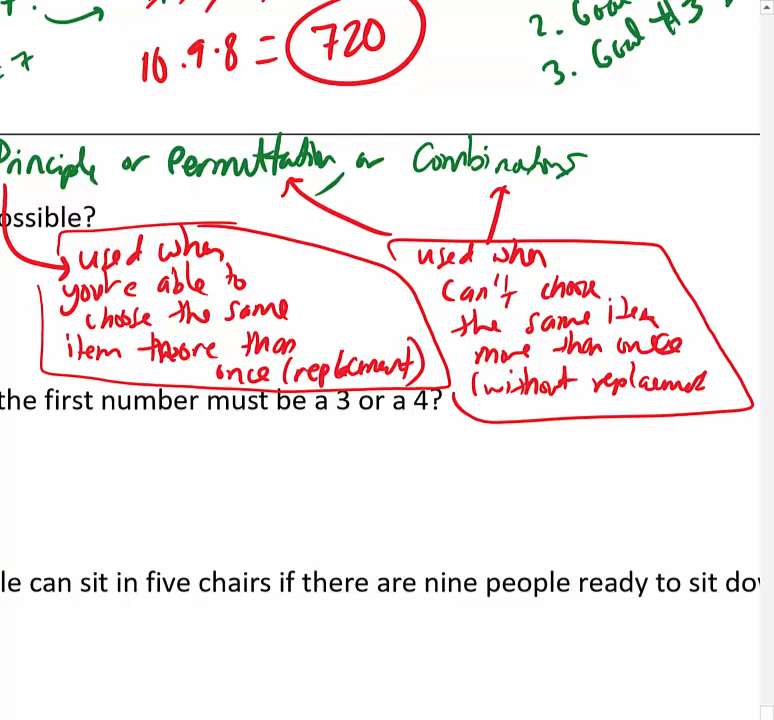 2. Goal
10.9.8 = 720
3. Goal #3
Principle or Permuttation or Combinations
ossible?
used when
you're able to
choose the same
item more than
once (replacement)
used when
can't choose
the same item
more than once
(without replacement
the first number must be a 3 or a 4?
le can sit in five chairs if there are nine people ready to sit do